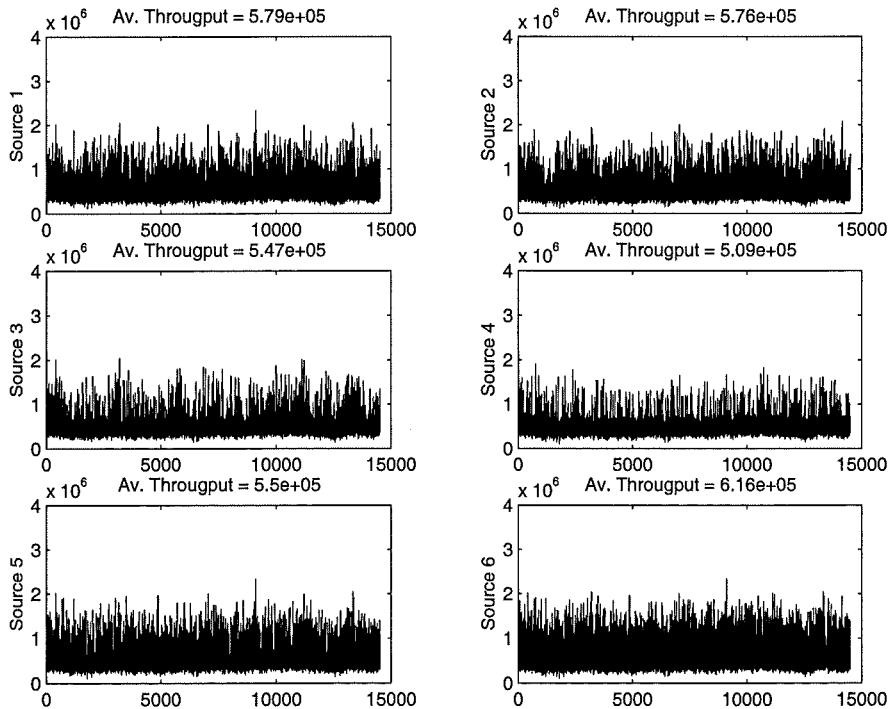 x 10^6 Av. Througput = 5.79e+05
4
3
2
1
0
Source 1
0 5000 10000 15000
x 10^6 Av. Througput = 5.76e+05
4
3
2
1
0
Source 2
0 5000 10000 15000
x 10^6 Av. Througput = 5.47e+05
4
3
2
1
0
Source 3
0 5000 10000 15000
x 10^6 Av. Througput = 5.09e+05
4
3
2
1
0
Source 4
0 5000 10000 15000
x 10^6 Av. Througput = 5.5e+05
4
3
2
1
0
Source 5
0 5000 10000 15000
x 10^6 Av. Througput = 6.16e+05
4
3
2
1
0
Source 6
0 5000 10000 15000